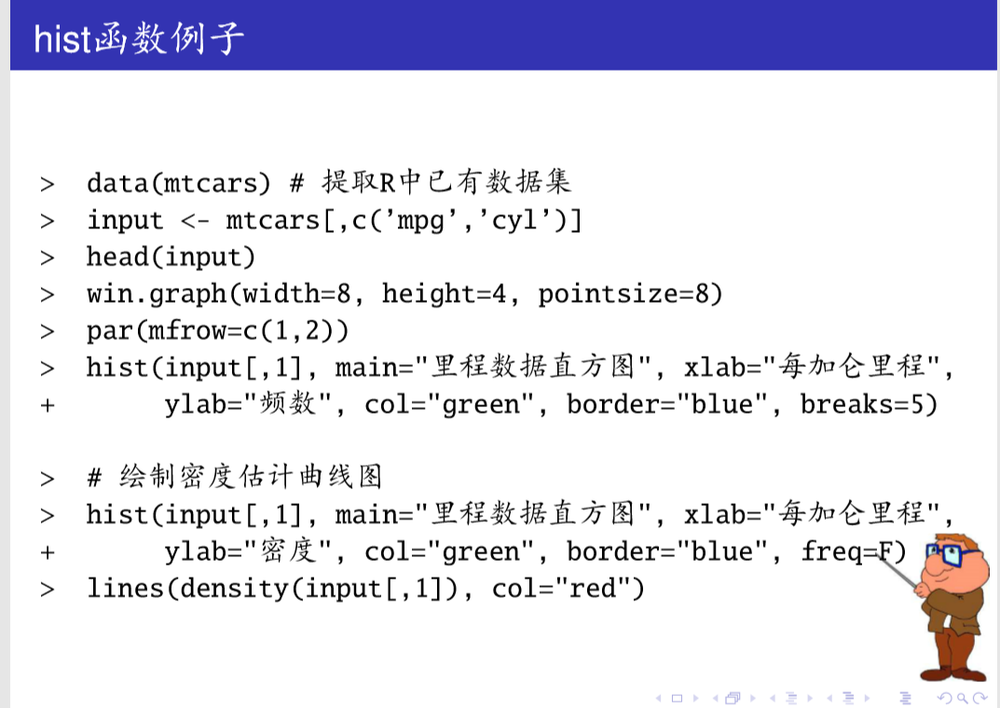 hist函数例子
> data(mtcars) # 提取R中已有数据集
> input <- mtcars[,c(’mpg’,’cyl’)]
> head(input)
> win.graph(width=8, height=4, pointsize=8)
> par(mfrow=c(1,2))
> hist(input[,1], main="里程数据直方图", xlab="每加仑里程",
+ ylab="频数", col="green", border="blue", breaks=5)
> # 绘制密度估计曲线图
> hist(input[,1], main="里程数据直方图", xlab="每加仑里程",
+ ylab="密度", col="green", border="blue", freq=F)
> lines(density(input[,1]), col="red")